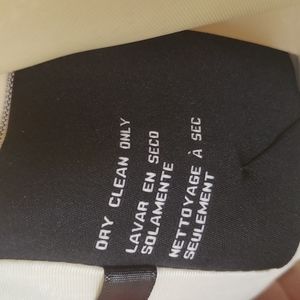 DRY CLEAN ONLY
LAVAR EN SECO
SOLAMENTE
NETTOYAGE À SEC
SEULEMENT